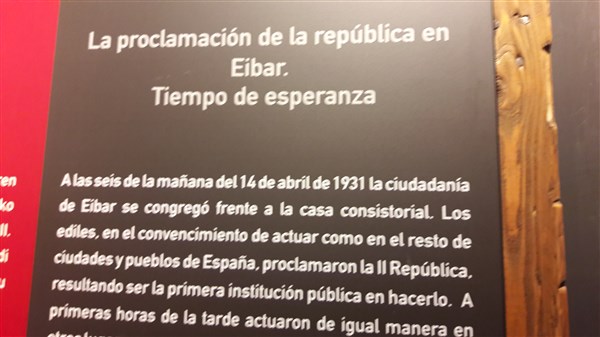 La proclamación de la república en
Eibar.
Tiempo de esperanza
A las seis de la mañana del 14 de abril de 1931 la ciudadanía
de Eibar se congregó frente a la casa consistorial. Los
ediles, en el convencimiento de actuar como en el resto de
ciudades y pueblos de España, proclamaron la II República,
resultando ser la primera institución pública en hacerlo. A
primeras horas de la tarde actuaron de igual manera en